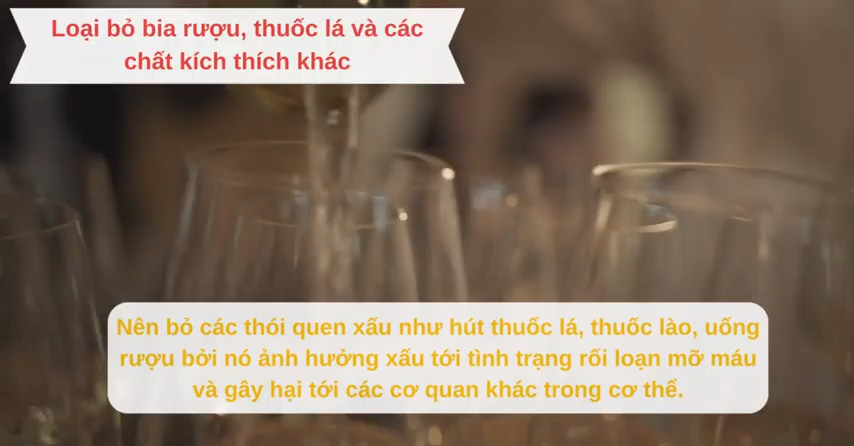 Loại bỏ bia rượu, thuốc lá và các
chất kích thích khác
Nên bỏ các thói quen xấu như hút thuốc lá, thuốc lào, uống
rượu bởi nó ảnh hưởng xấu tới tình trạng rối loạn mỡ máu
và gây hại tới các cơ quan khác trong cơ thể.